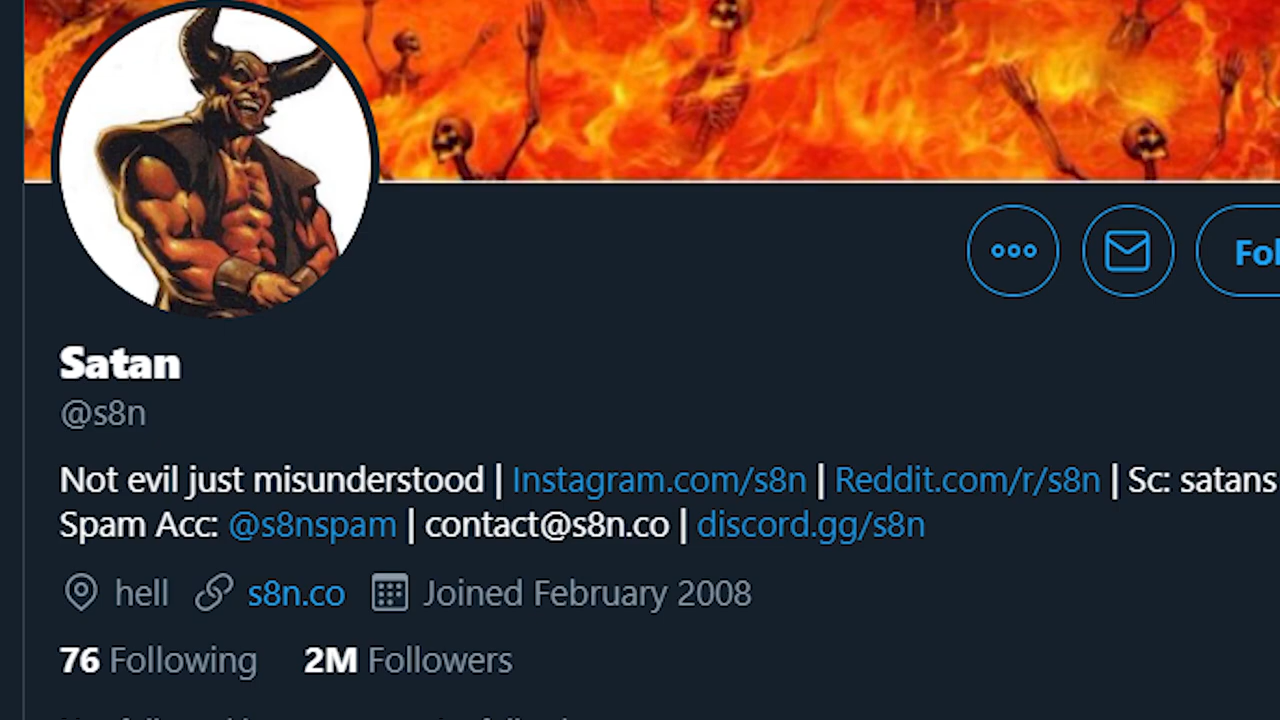 Fol
Satan
@s8n
Not evil just misunderstood | Instagram.com/s8n | Reddit.com/r/s8n | Sc: satans
Spam Acc: @s8nspam | contact@s8n.co | discord.gg/s8n
hell s8n.co Joined February 2008
76 Following 2M Followers